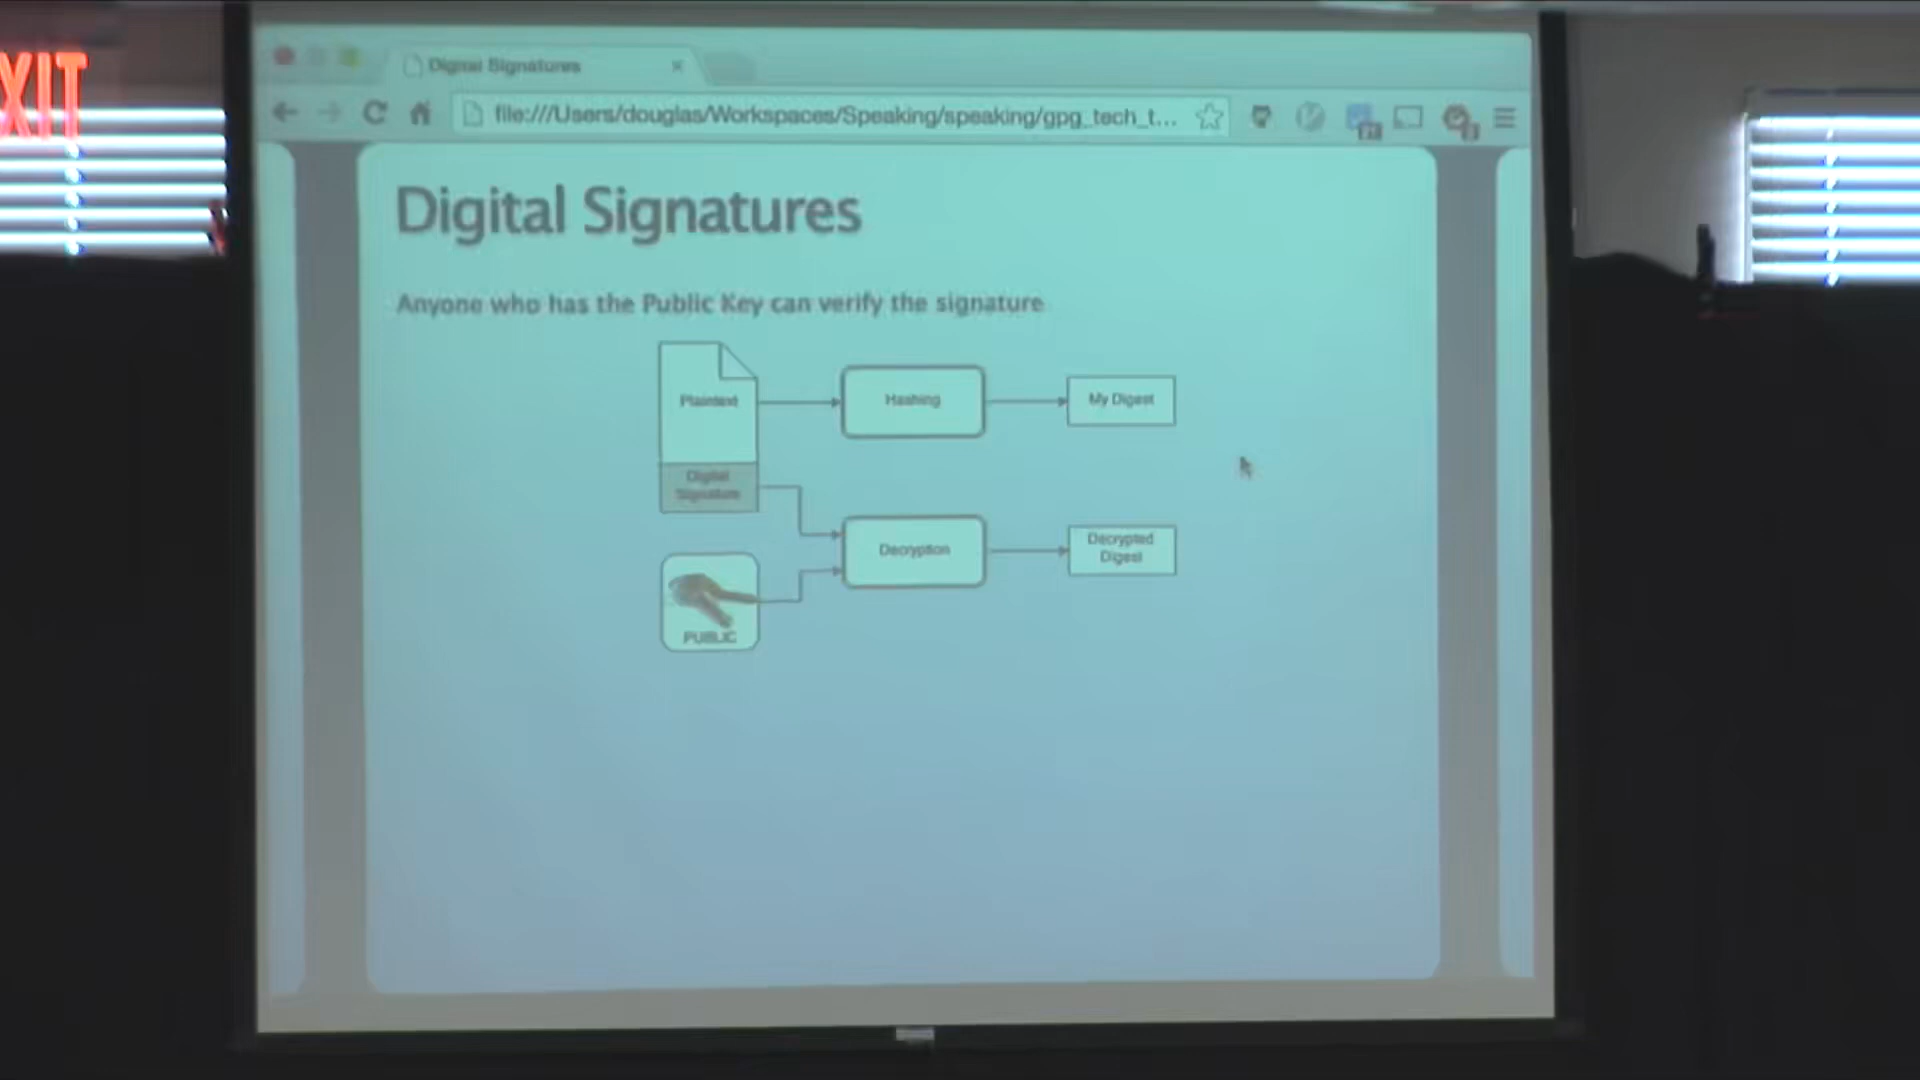 XIT
Digital Signatures
file:///Users/douglas/Workspaces/Speaking/speaking/gpg_tech_t...
Digital Signatures
Anyone who has the Public Key can verify the signature
Plaintext
Hashing
My Digest
Digital
Signature
Decryption
Decrypted
Digest
PUBLIC